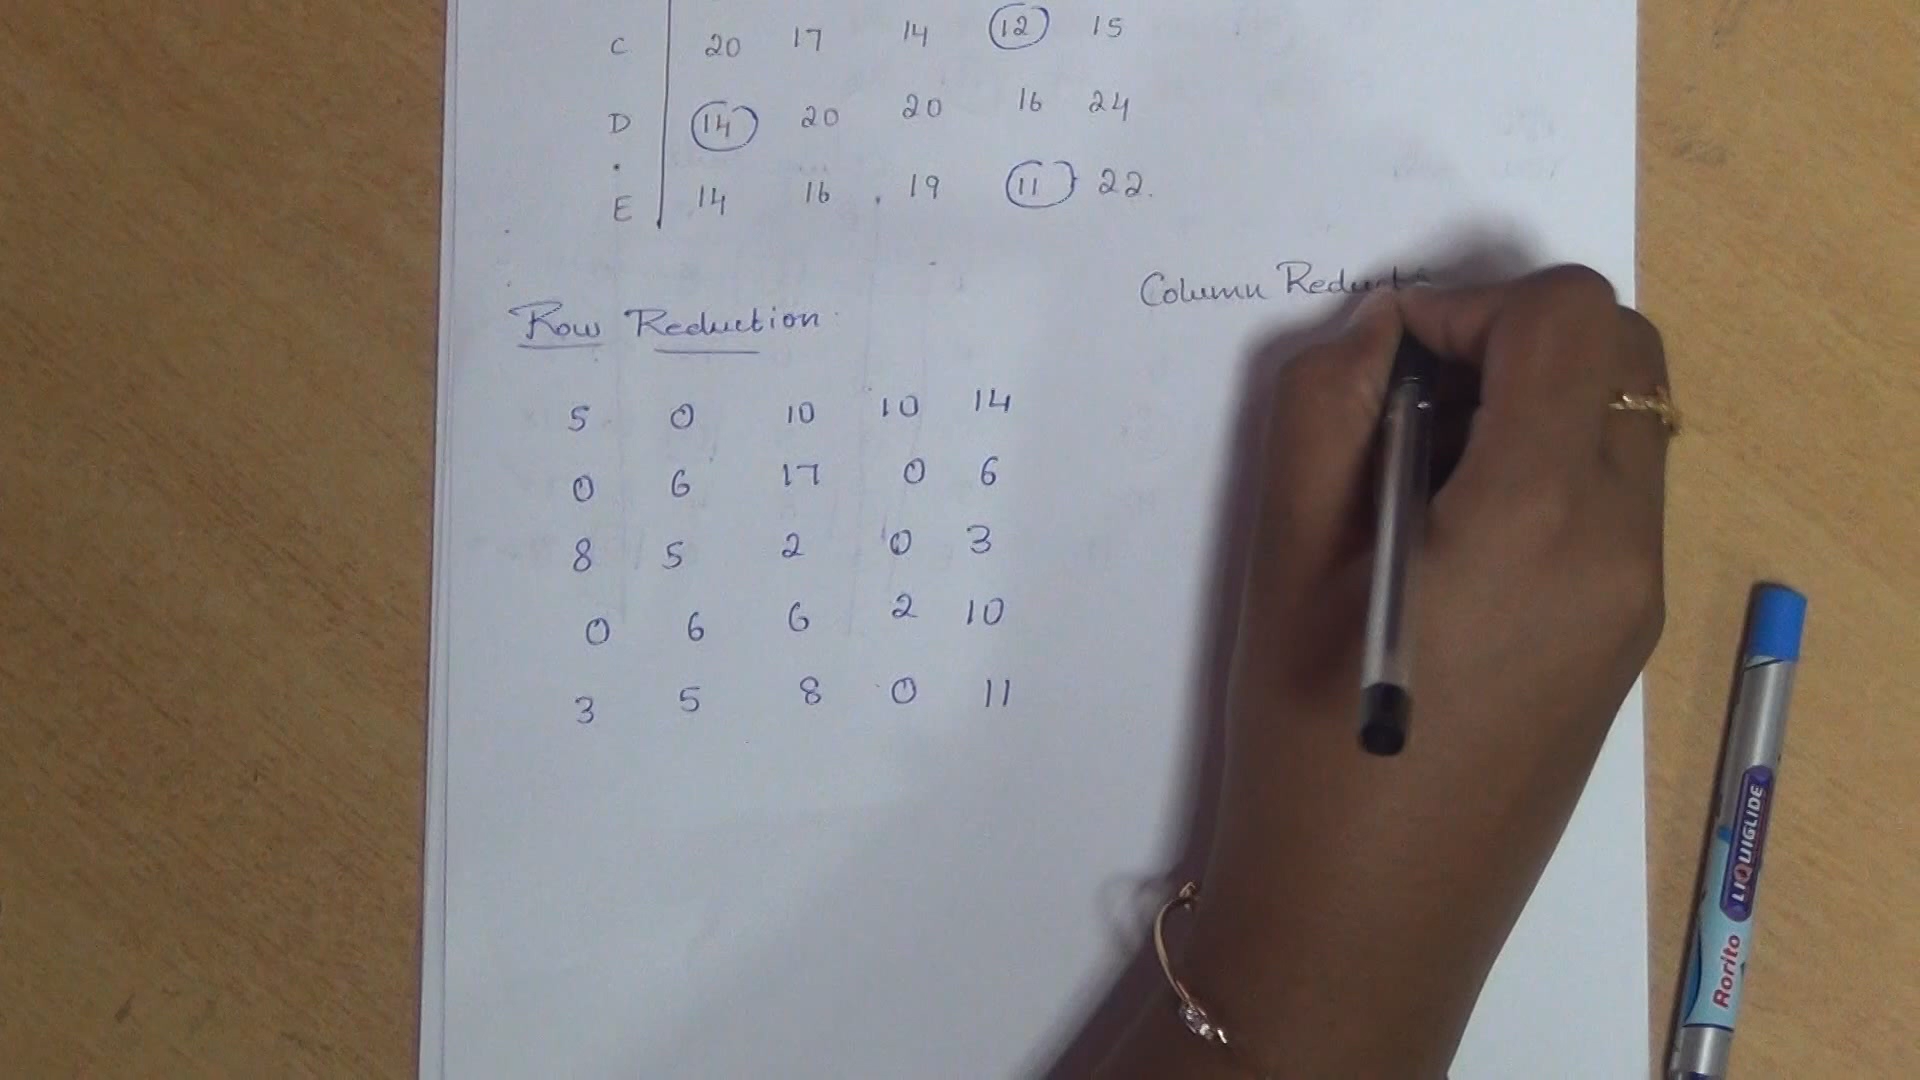 C 20 17 14 12 15
D 14 20 20 16 24
E 14 16 19 11 22.
Row Reduction
Column
5 0 10 10 14
0 6 17 0 6
8 5 2 0 3
0 6 6 2 10
3 5 8 0 11
Rorito LIQUIGLIDE